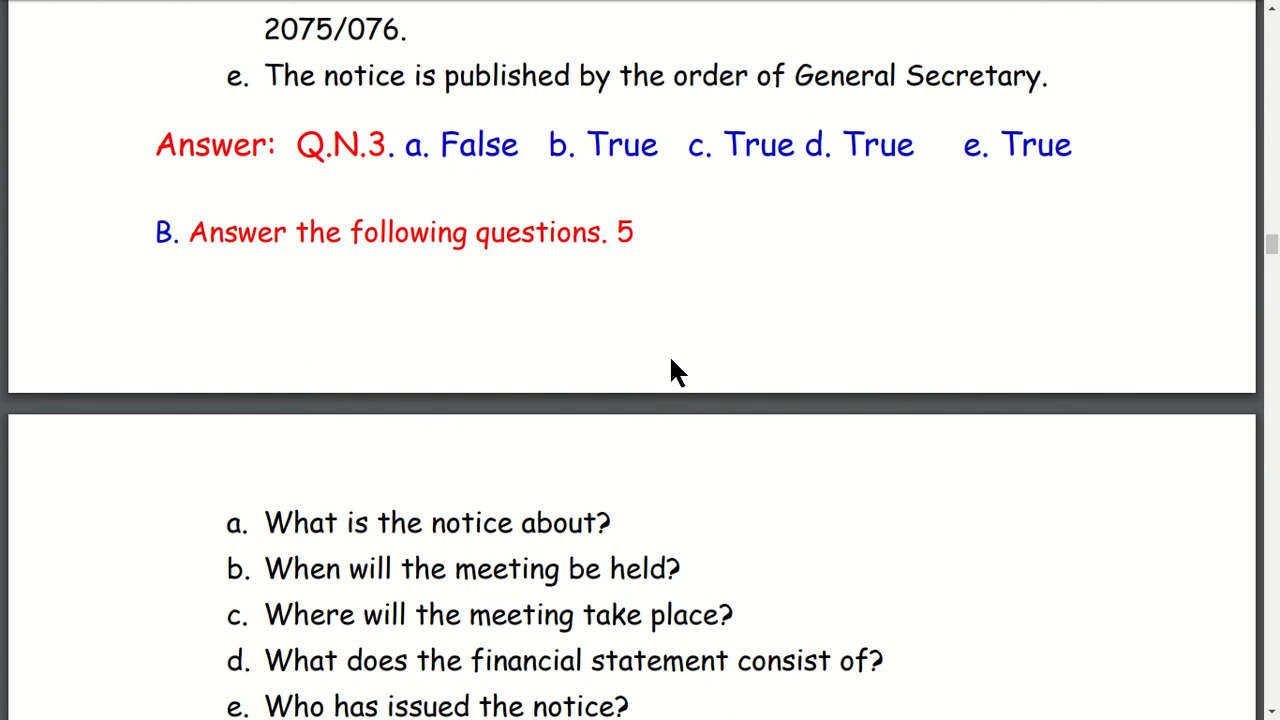 2075/076.
e. The notice is published by the order of General Secretary.
Answer: Q.N.3. a. False b. True c. True d. True e. True
B. Answer the following questions. 5
a. What is the notice about?
b. When will the meeting be held?
c. Where will the meeting take place?
d. What does the financial statement consist of?
e. Who has issued the notice?